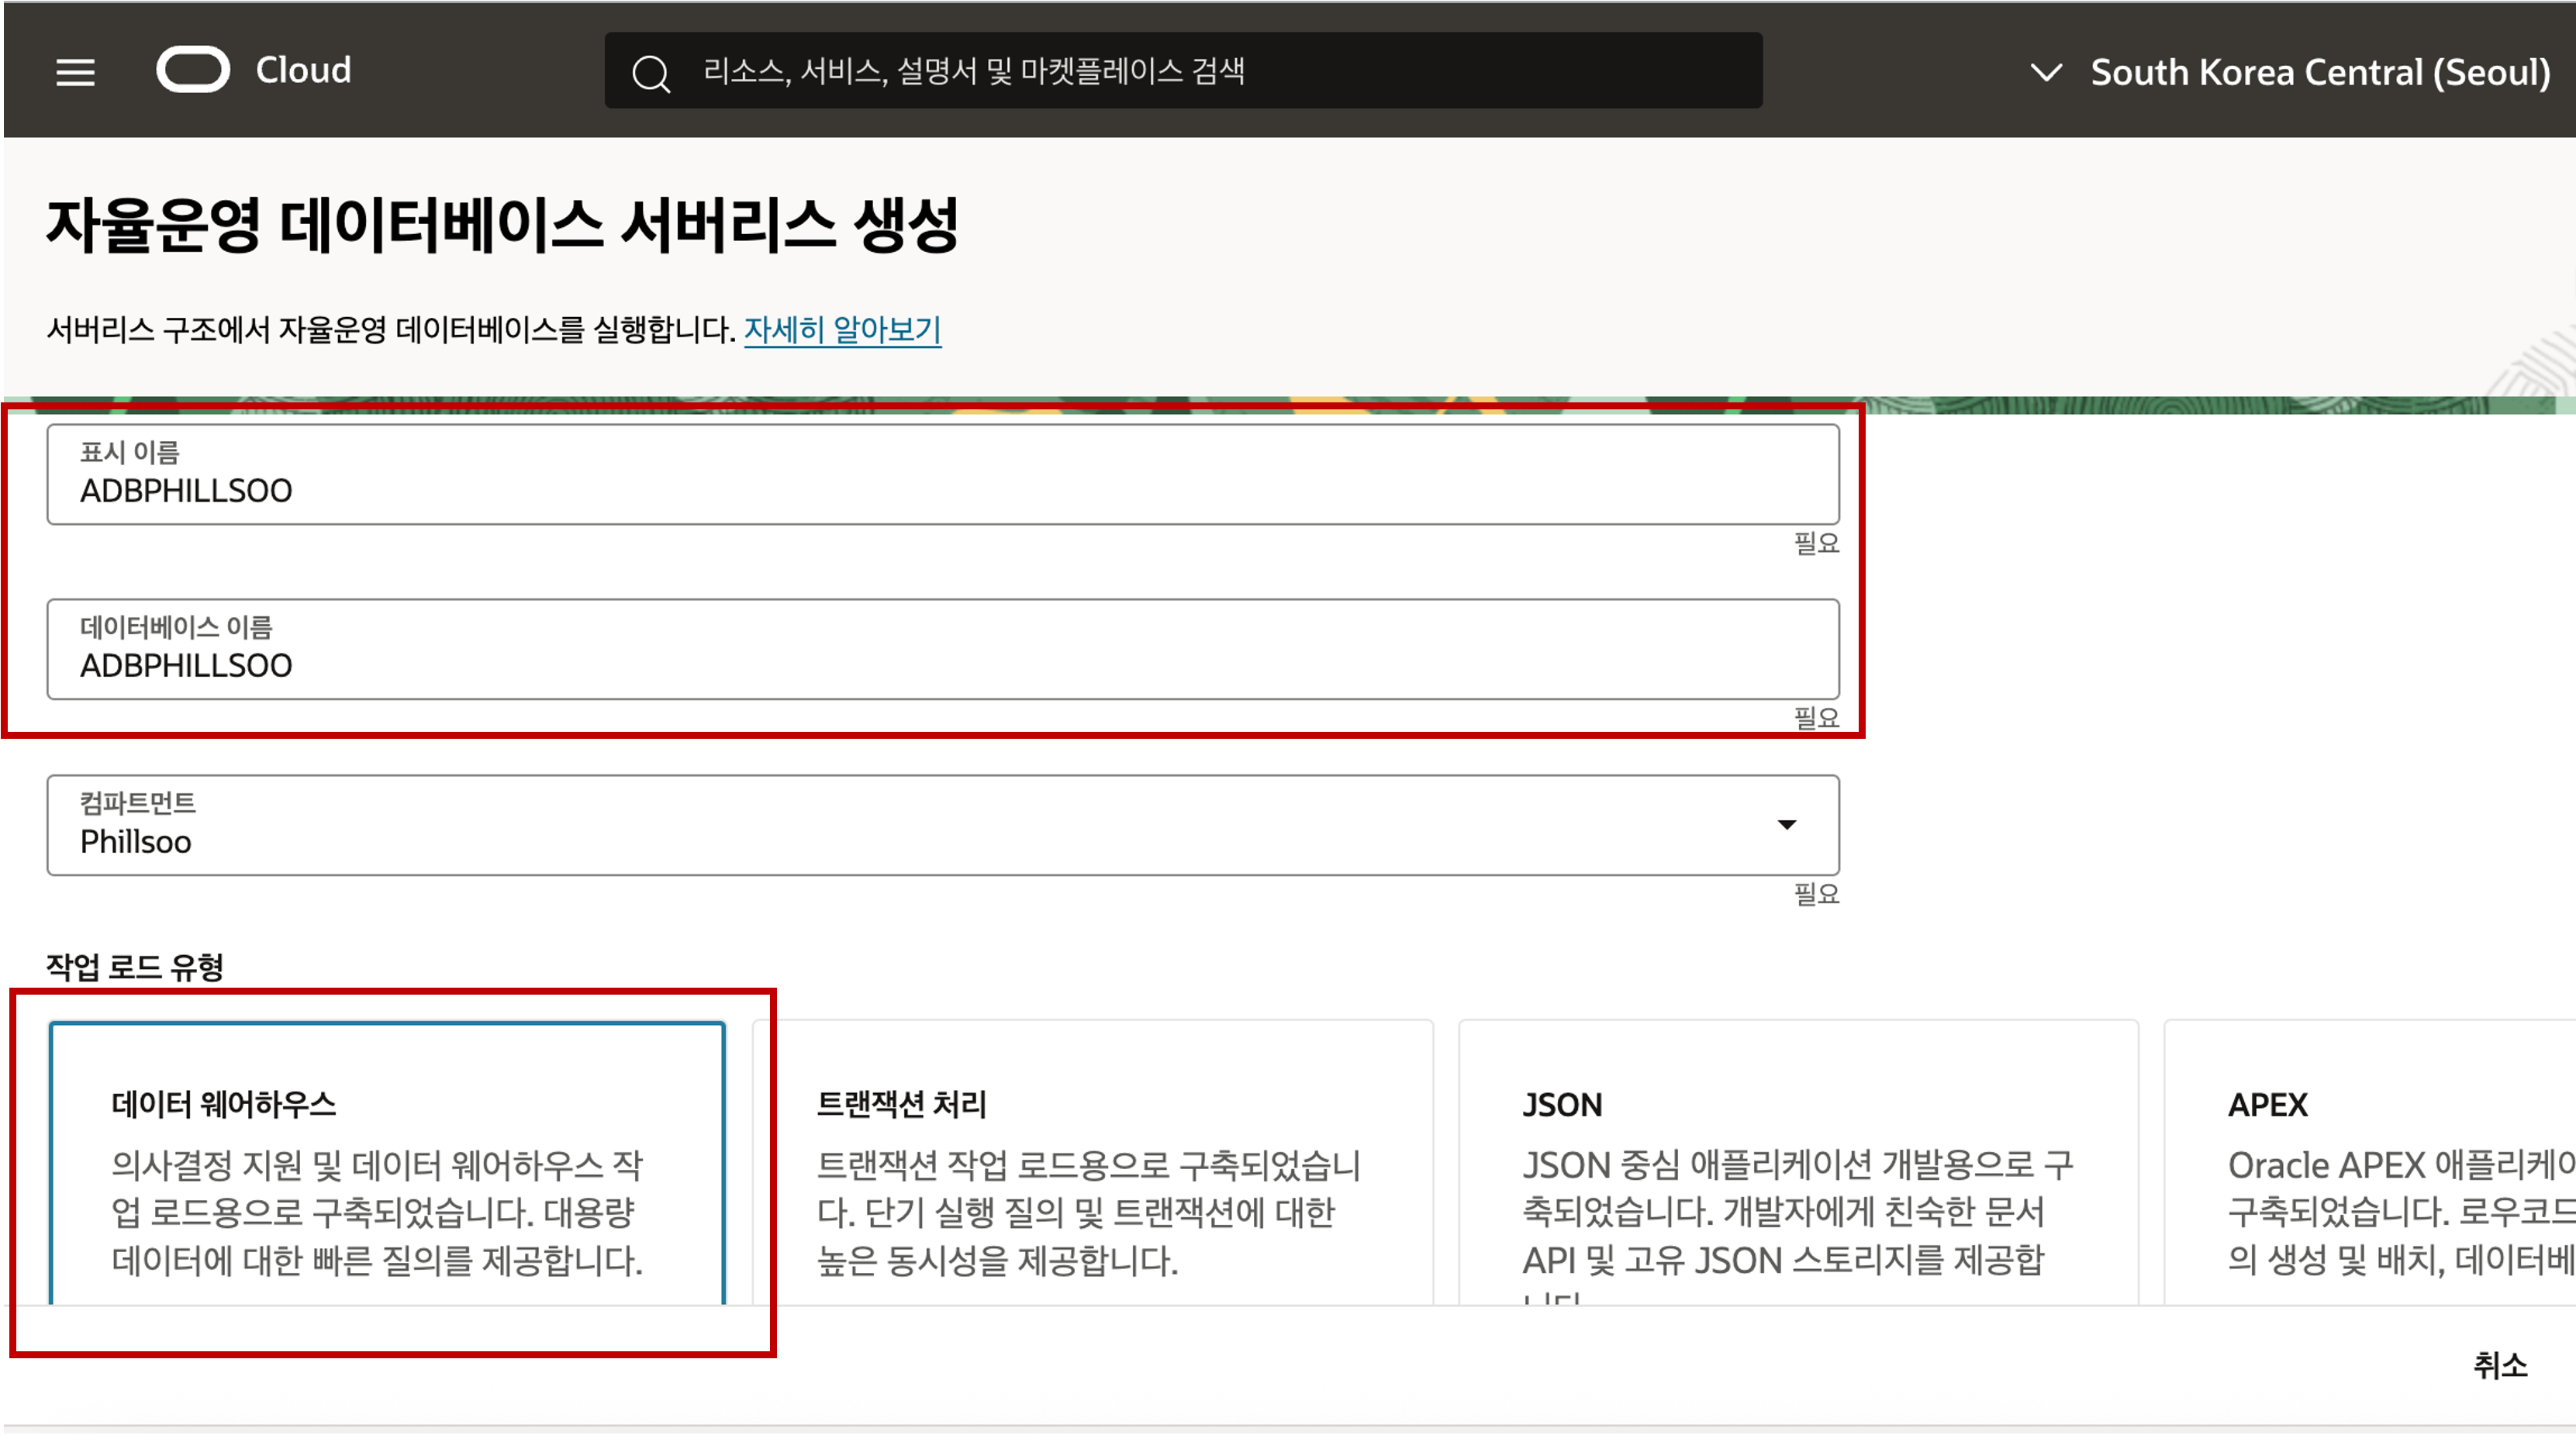 Cloud
리소스, 서비스, 설명서 및 마켓플레이스 검색
South Korea Central (Seoul)
자율운영 데이터베이스 서버리스 생성
서버리스 구조에서 자율운영 데이터베이스를 실행합니다. 자세히 알아보기
표시 이름
ADBPHILLSOO
필요
데이터베이스 이름
ADBPHILLSOO
필요
컴파트먼트
Phillsoo
필요
작업 로드 유형
데이터 웨어하우스
의사결정 지원 및 데이터 웨어하우스 작
업 로드용으로 구축되었습니다. 대용량
데이터에 대한 빠른 질의를 제공합니다.
트랜잭션 처리
트랜잭션 작업 로드용으로 구축되었습니
다. 단기 실행 질의 및 트랜잭션에 대한
높은 동시성을 제공합니다.
JSON
JSON 중심 애플리케이션 개발용으로 구
축되었습니다. 개발자에게 친숙한 문서
API 및 고유 JSON 스토리지를 제공합
APEX
Oracle APEX 애플리케이
구축되었습니다. 로우코드
의 생성 및 배치, 데이터베
취소